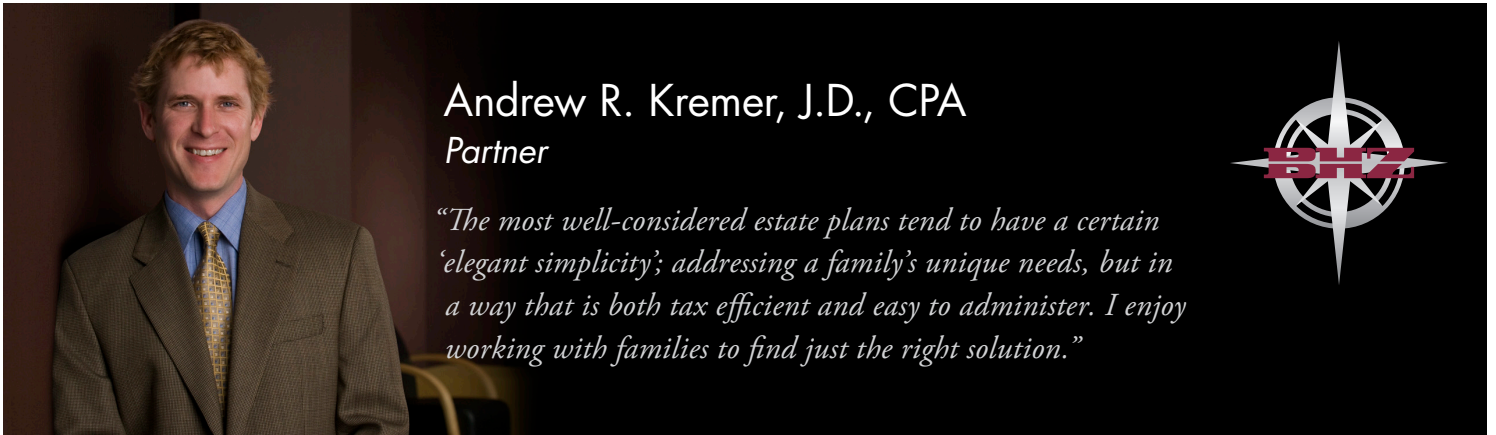 Andrew R. Kremer, J.D., CPA
Partner
“The most well-considered estate plans tend to have a certain
‘elegant simplicity’; addressing a family’s unique needs, but in
a way that is both tax efficient and easy to administer. I enjoy
working with families to find just the right solution.”
BHZ